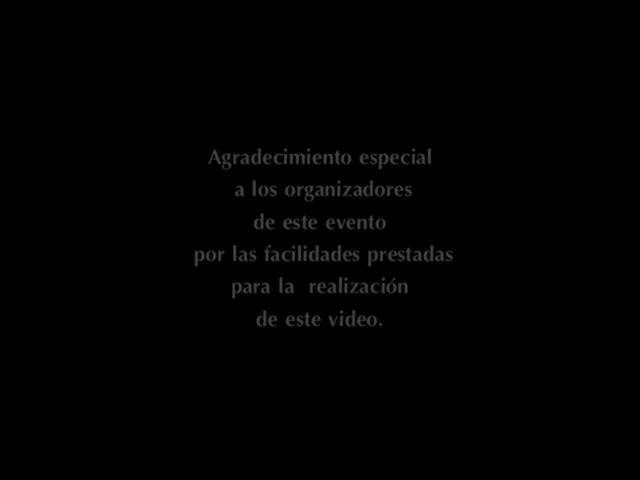 Agradecimiento especial
a los organizadores
de este evento
por las facilidades prestadas
para la realización
de este video.